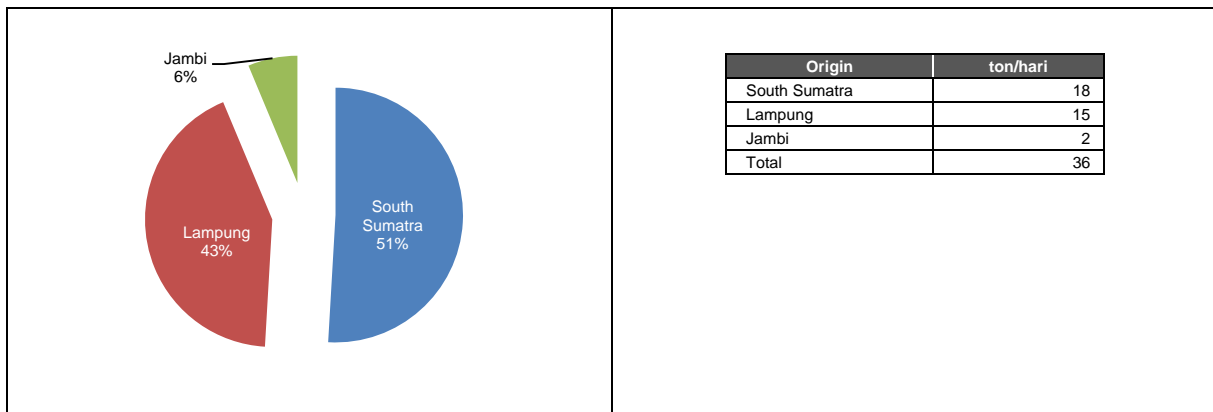 Jambi
6%
Lampung
43%
South
Sumatra
51%
Origin ton/hari
South Sumatra 18
Lampung 15
Jambi 2
Total 36